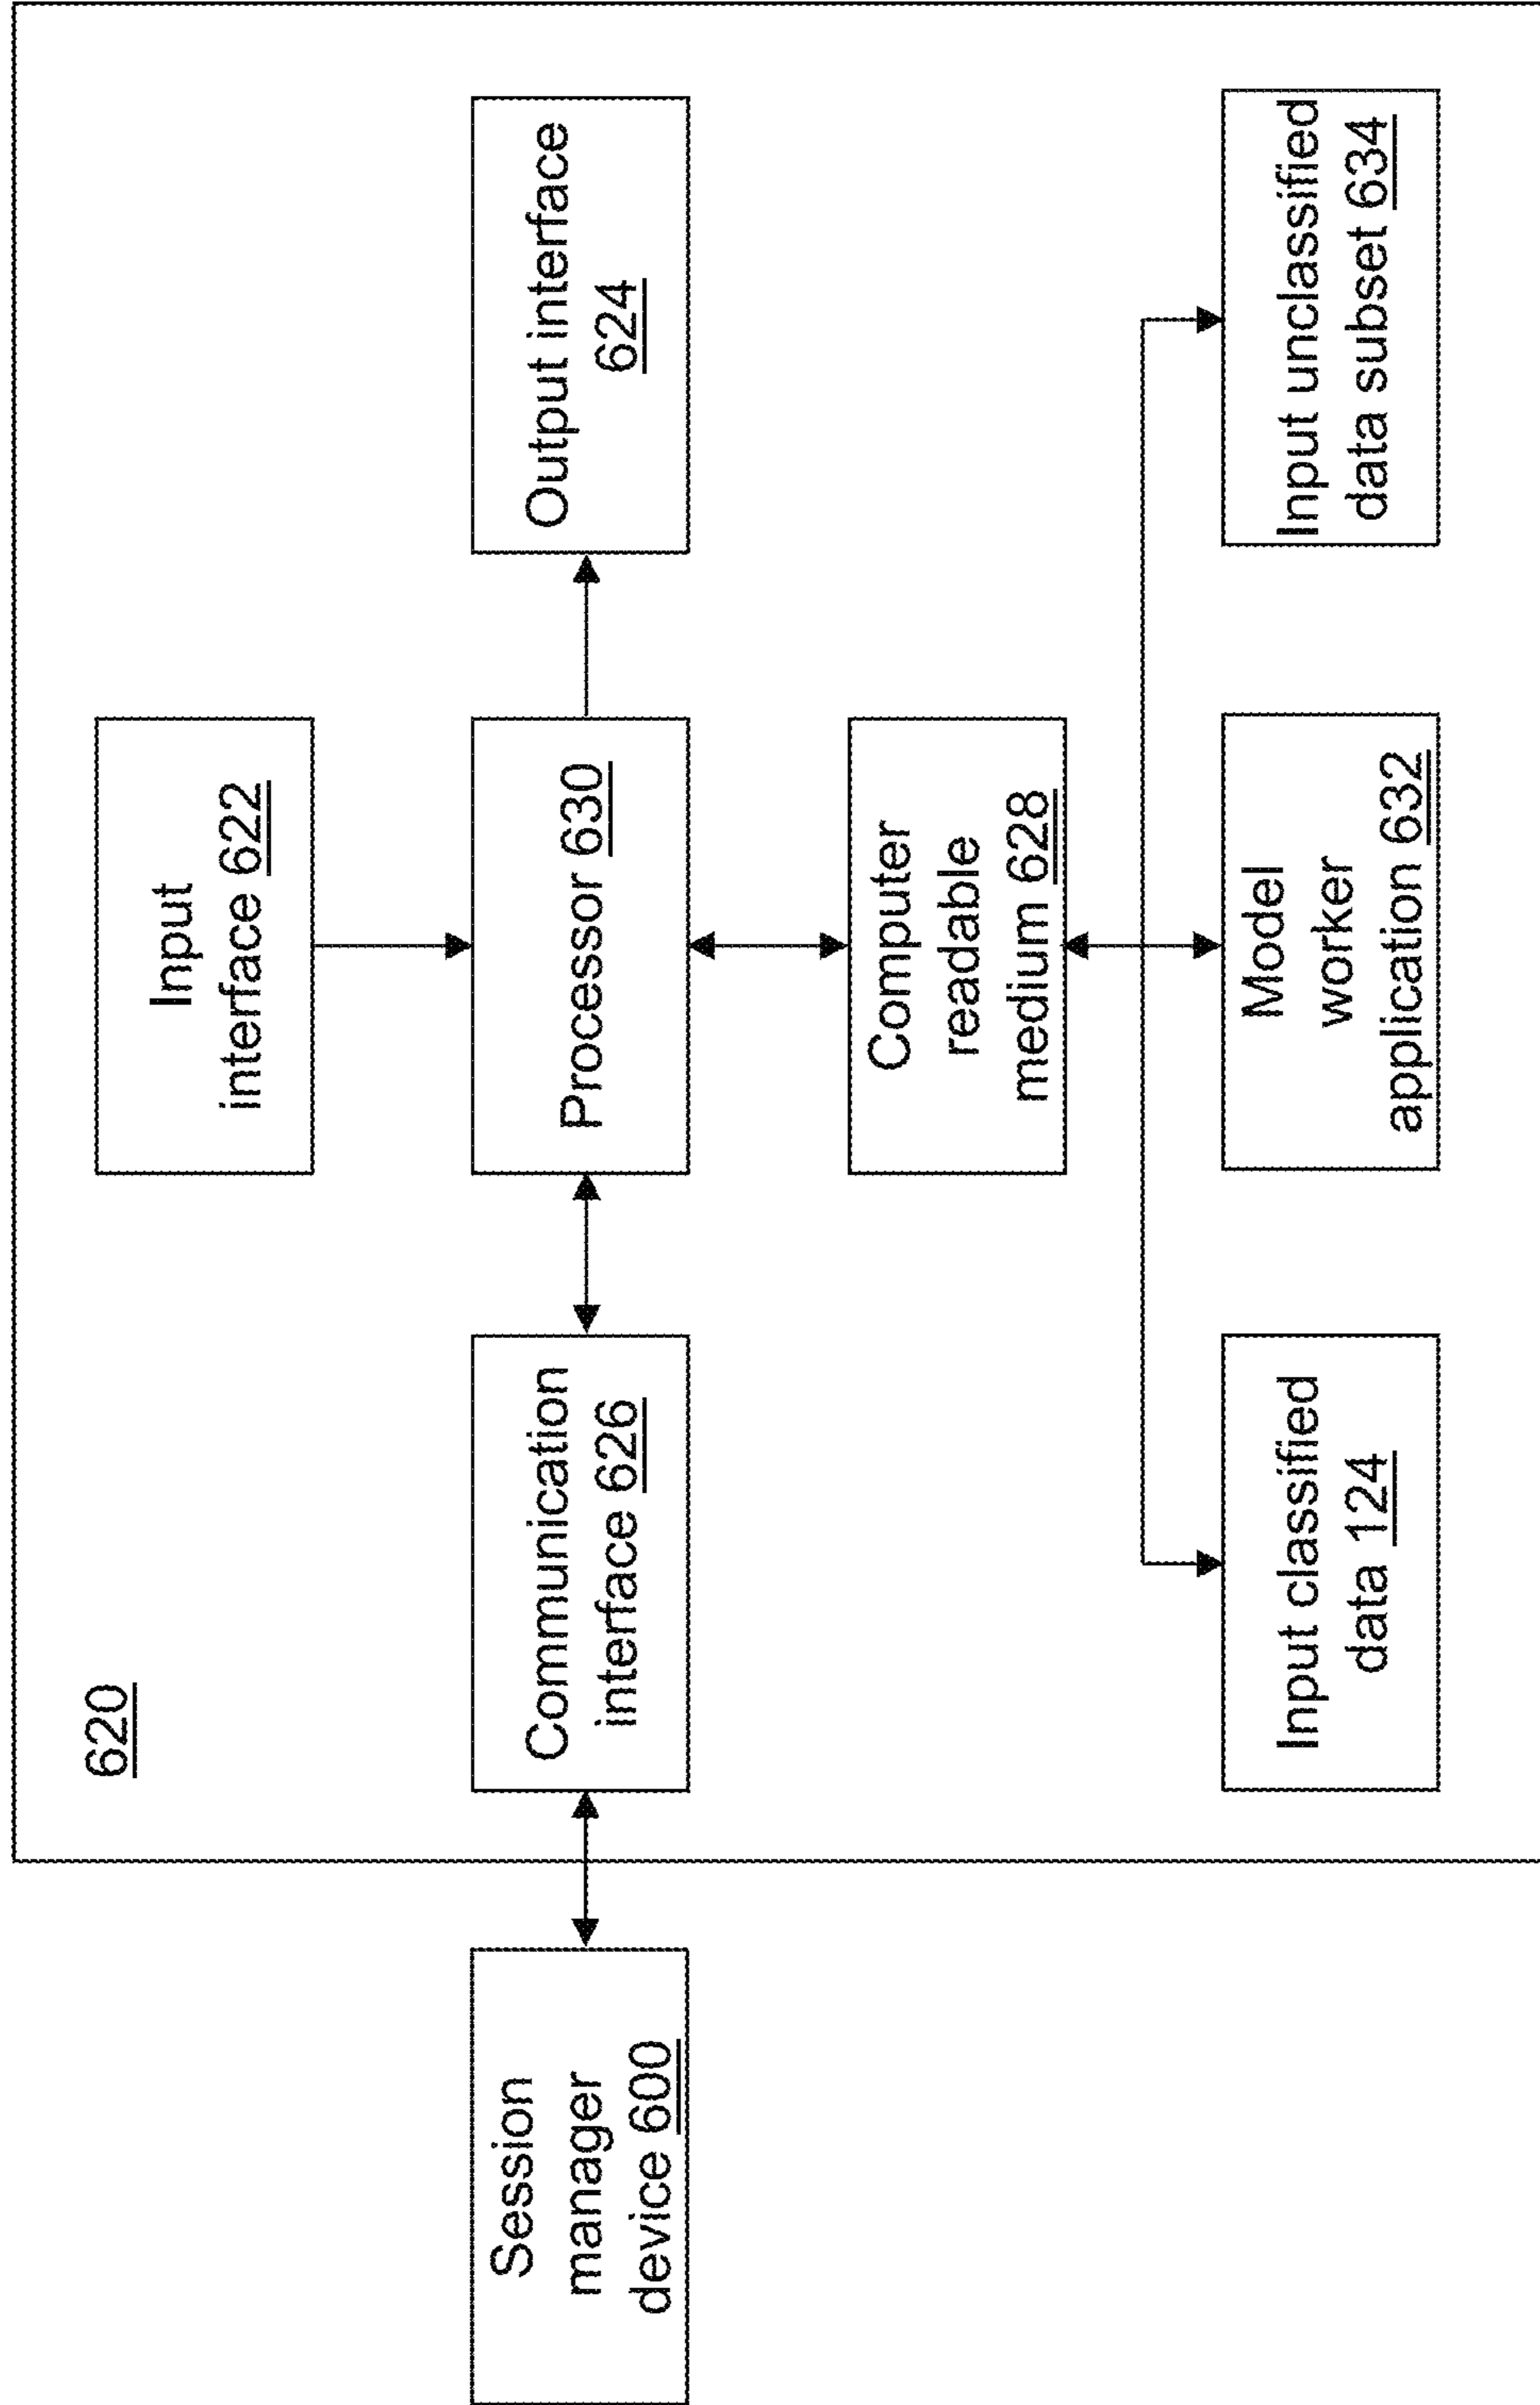 620
Input
interface 622
Session
manager
device 600
Communication
interface 626
Processor 630
Output interface
624
Computer
readable
medium 628
Input classified
data 124
Model
worker
application 632
Input unclassified
data subset 634